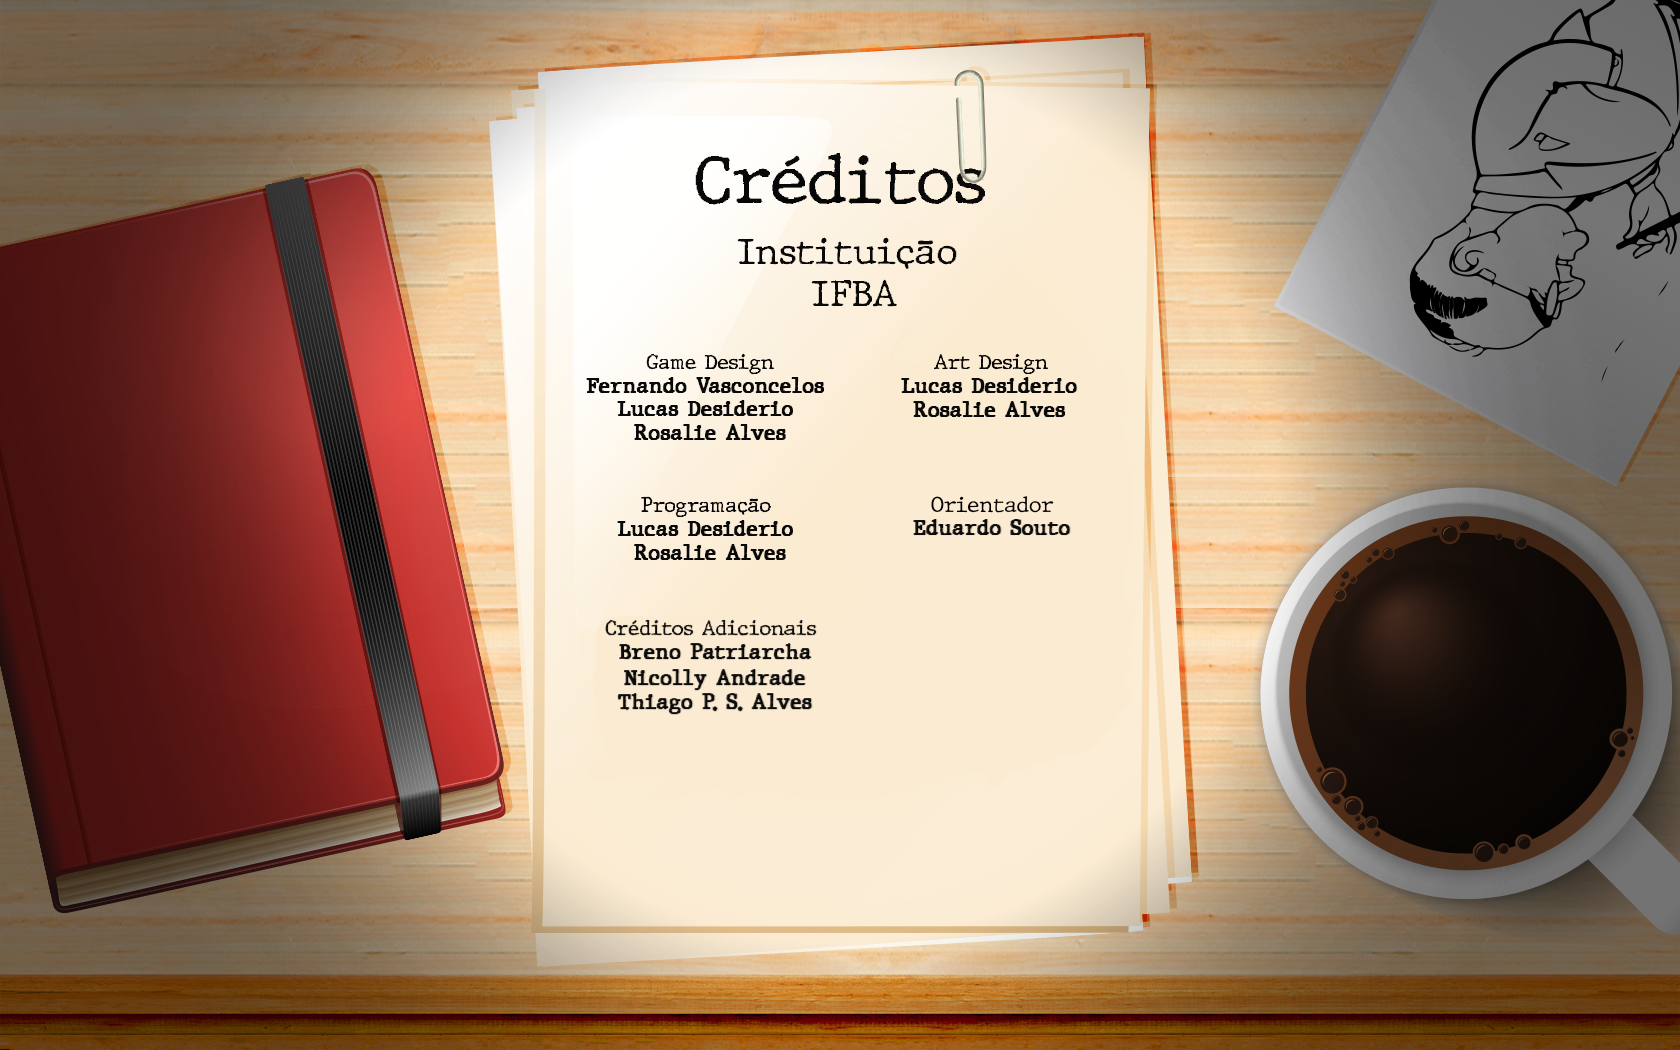 Créditos
Instituição
IFBA
Game Design
Fernando Vasconcelos
Lucas Desiderio
Rosalie Alves
Art Design
Lucas Desiderio
Rosalie Alves
Programação
Lucas Desiderio
Rosalie Alves
Orientador
Eduardo Souto
Créditos Adicionais
Breno Patriarcha
Nicolly Andrade
Thiago P. S. Alves